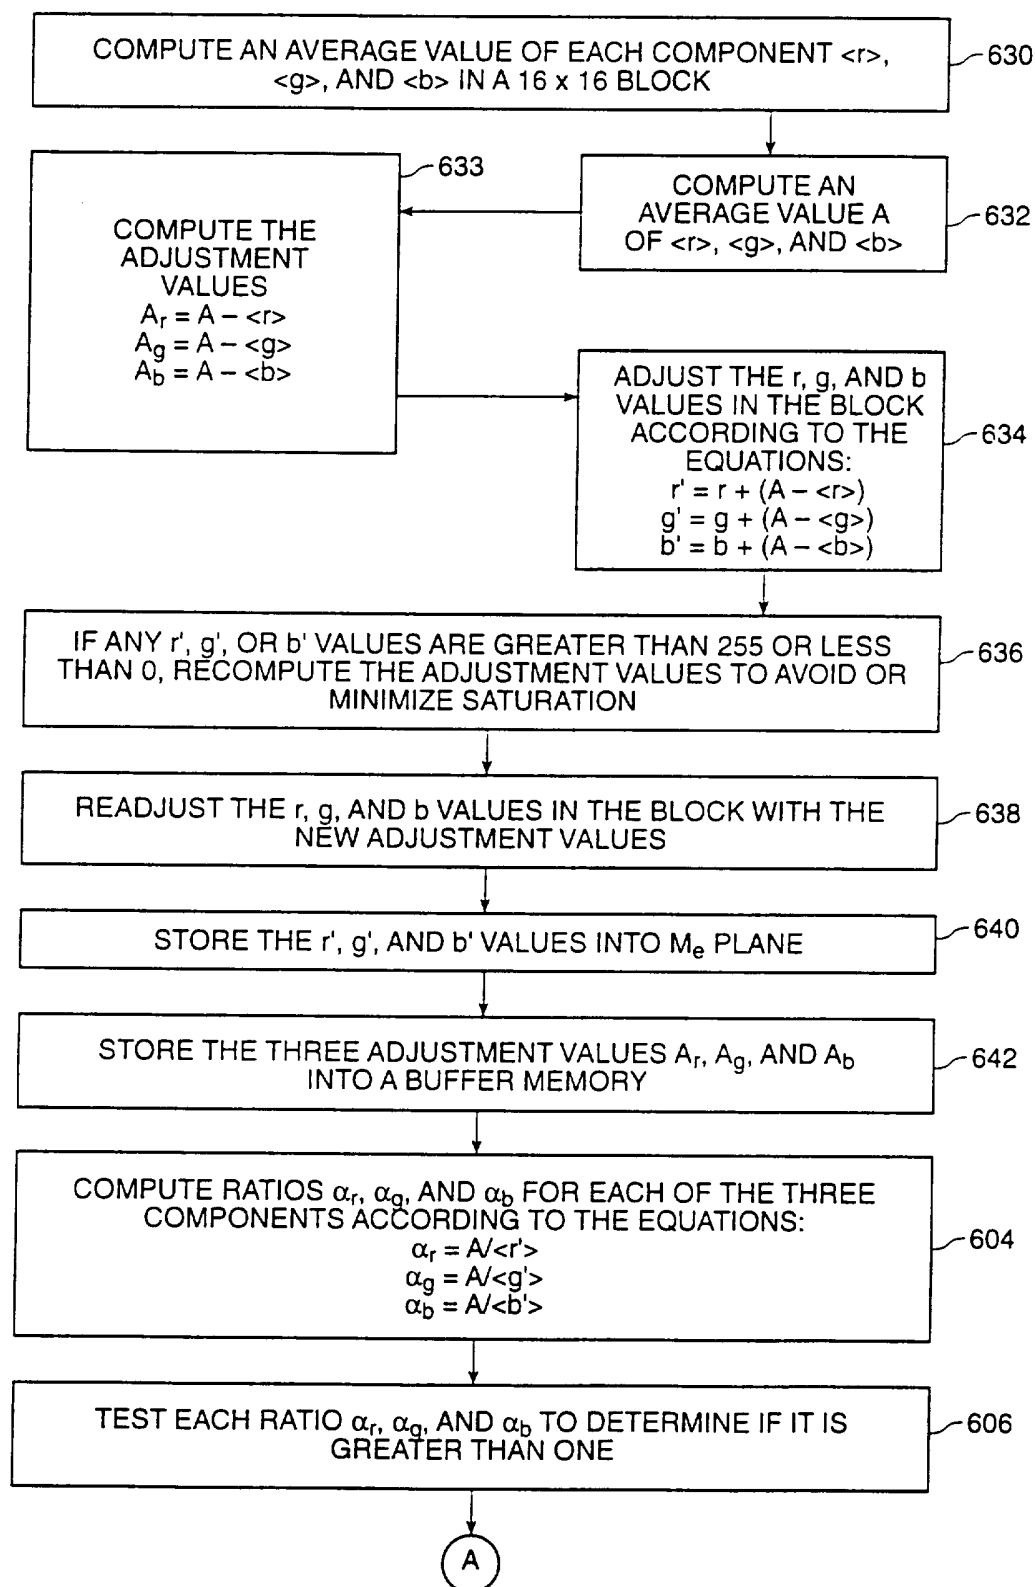 COMPUTE AN AVERAGE VALUE OF EACH COMPONENT <r>,
<g>, AND <b> IN A 16 x 16 BLOCK
630
633
COMPUTE AN
AVERAGE VALUE A
OF <r>, <g>, AND <b>
632
COMPUTE THE
ADJUSTMENT
VALUES
Ar = A – <r>
Ag = A – <g>
Ab = A – <b>
ADJUST THE r, g, AND b
VALUES IN THE BLOCK
ACCORDING TO THE
EQUATIONS:
r' = r + (A – <r>)
g' = g + (A – <g>)
b' = b + (A – <b>)
634
IF ANY r', g', OR b' VALUES ARE GREATER THAN 255 OR LESS
THAN 0, RECOMPUTE THE ADJUSTMENT VALUES TO AVOID OR
MINIMIZE SATURATION
636
READJUST THE r, g, AND b VALUES IN THE BLOCK WITH THE
NEW ADJUSTMENT VALUES
638
STORE THE r', g', AND b' VALUES INTO Me PLANE
640
STORE THE THREE ADJUSTMENT VALUES Ar, Ag, AND Ab
INTO A BUFFER MEMORY
642
COMPUTE RATIOS αr, αg, AND αb FOR EACH OF THE THREE
COMPONENTS ACCORDING TO THE EQUATIONS:
αr = A/<r'>
αg = A/<g'>
αb = A/<b'>
604
TEST EACH RATIO αr, αg, AND αb TO DETERMINE IF IT IS
GREATER THAN ONE
606
A